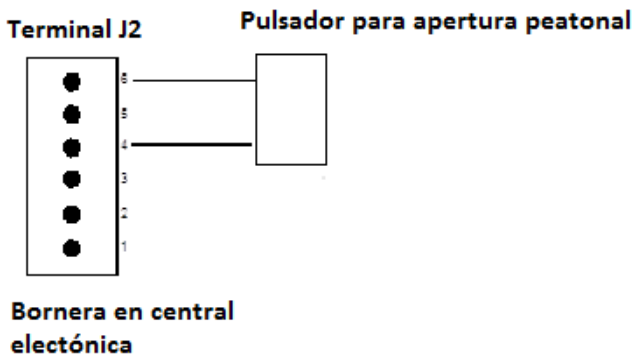 Pulsador para apertura peatonal
Terminal J2
6
5
4
3
2
1
Bornera en central
electónica